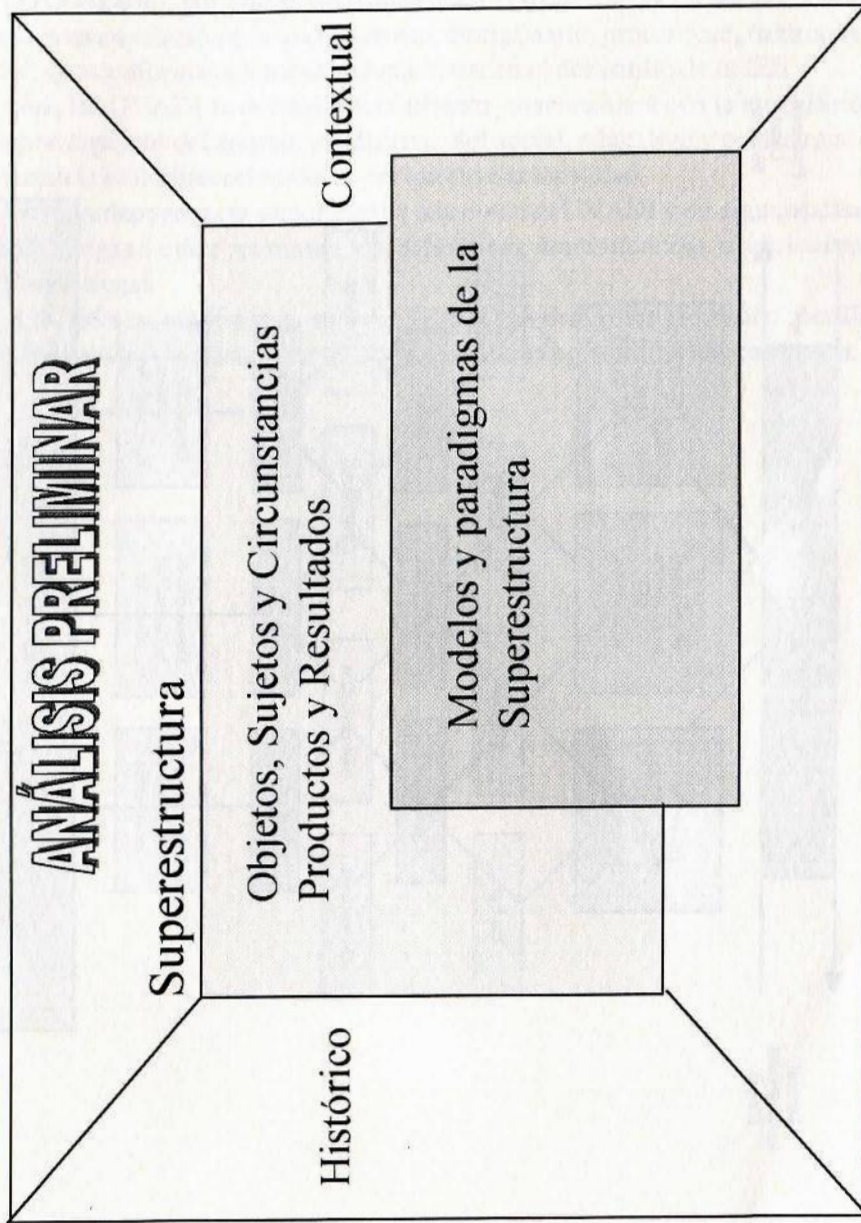 ANÁLISIS PRELIMINAR
Superestructura
Histórico
Contextual
Objetos, Sujetos y Circunstancias
Productos y Resultados
Modelos y paradigmas de la
Superestructura